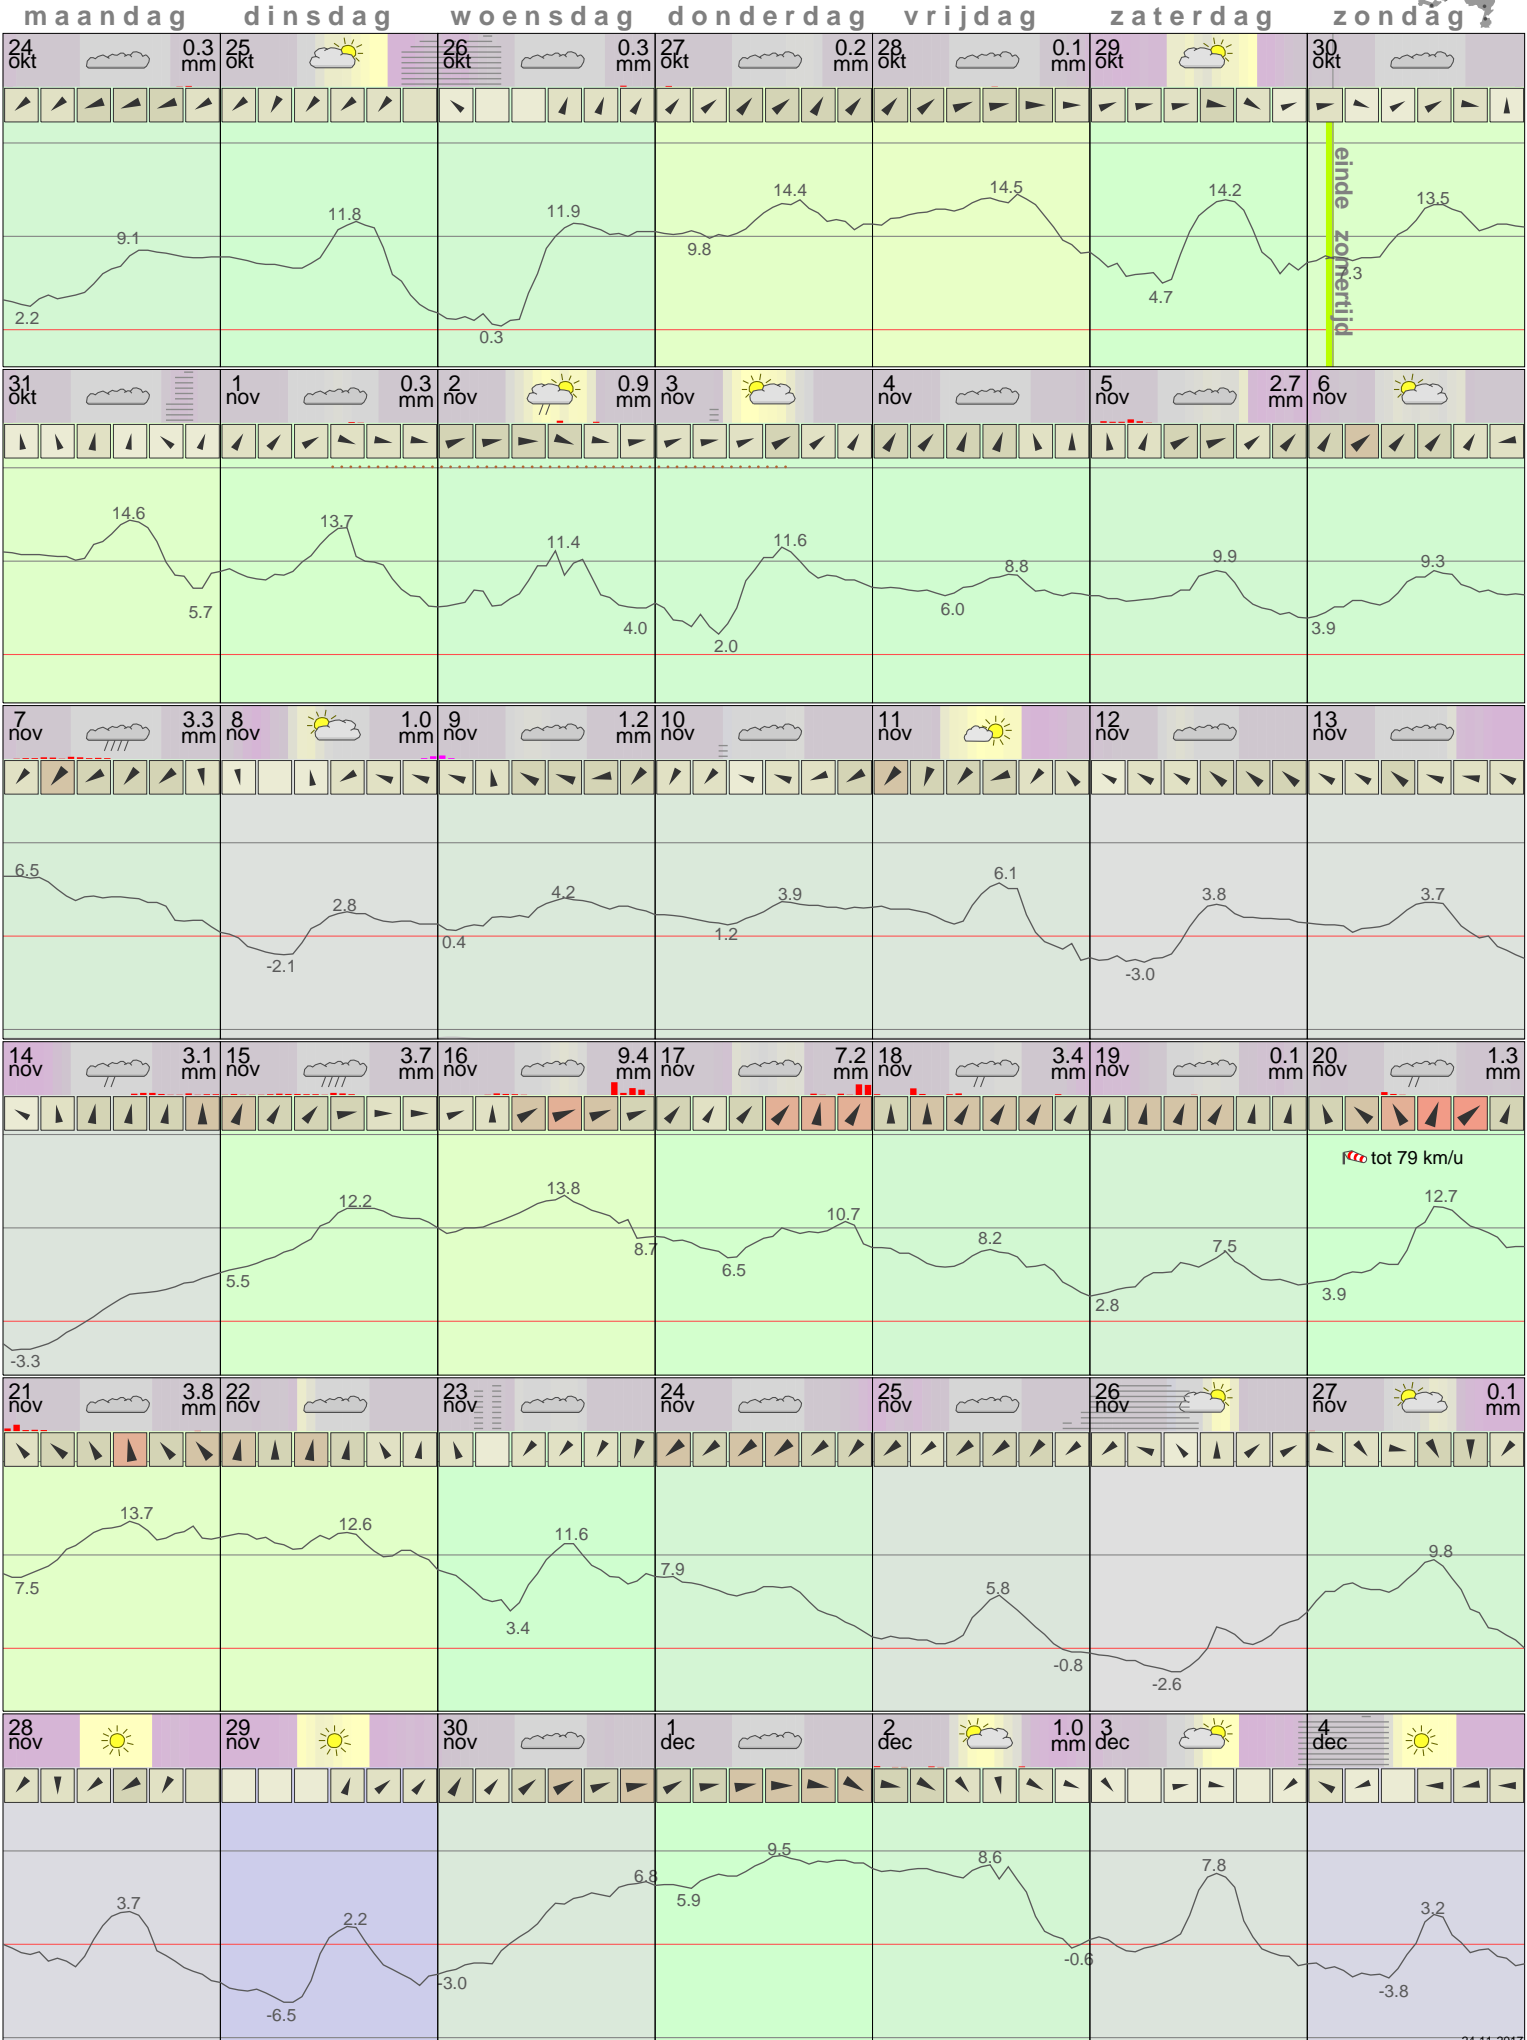 maandag dinsdag woensdag donderdag vrijdag zaterdag zondag
24 okt 0.3 mm 25 okt 26 okt 0.3 mm 27 okt 0.2 mm 28 okt 0.1 mm 29 okt 30 okt
9.1 2.2 11.8 11.9 0.3 14.4 9.8 14.5 14.2 4.7 13.5
einde zomertijd
31 okt 1 nov 0.3 mm 2 nov 0.9 mm 3 nov 4 nov 5 nov 2.7 mm 6 nov
14.6 5.7 13.7 11.4 4.0 11.6 2.0 8.8 6.0 9.9 9.3 3.9
7 nov 3.3 mm 8 nov 1.0 mm 9 nov 1.2 mm 10 nov 11 nov 12 nov 13 nov
6.5 2.8 -2.1 4.2 0.4 3.9 1.2 6.1 3.8 -3.0 3.7
14 nov 3.1 mm 15 nov 3.7 mm 16 nov 9.4 mm 17 nov 7.2 mm 18 nov 3.4 mm 19 nov 0.1 mm 20 nov 1.3 mm
tot 79 km/u
-3.3 12.2 5.5 13.8 8.7 10.7 6.5 8.2 7.5 2.8 12.7 3.9
21 nov 3.8 mm 22 nov 23 nov 24 nov 25 nov 26 nov 27 nov 0.1 mm
13.7 7.5 12.6 11.6 3.4 7.9 5.8 -0.8 -2.6 9.8
28 nov 29 nov 30 nov 1 dec 2 dec 1.0 mm 3 dec 4 dec
3.7 2.2 -6.5 6.8 -3.0 9.5 5.9 8.6 -0.6 7.8 3.2 -3.8